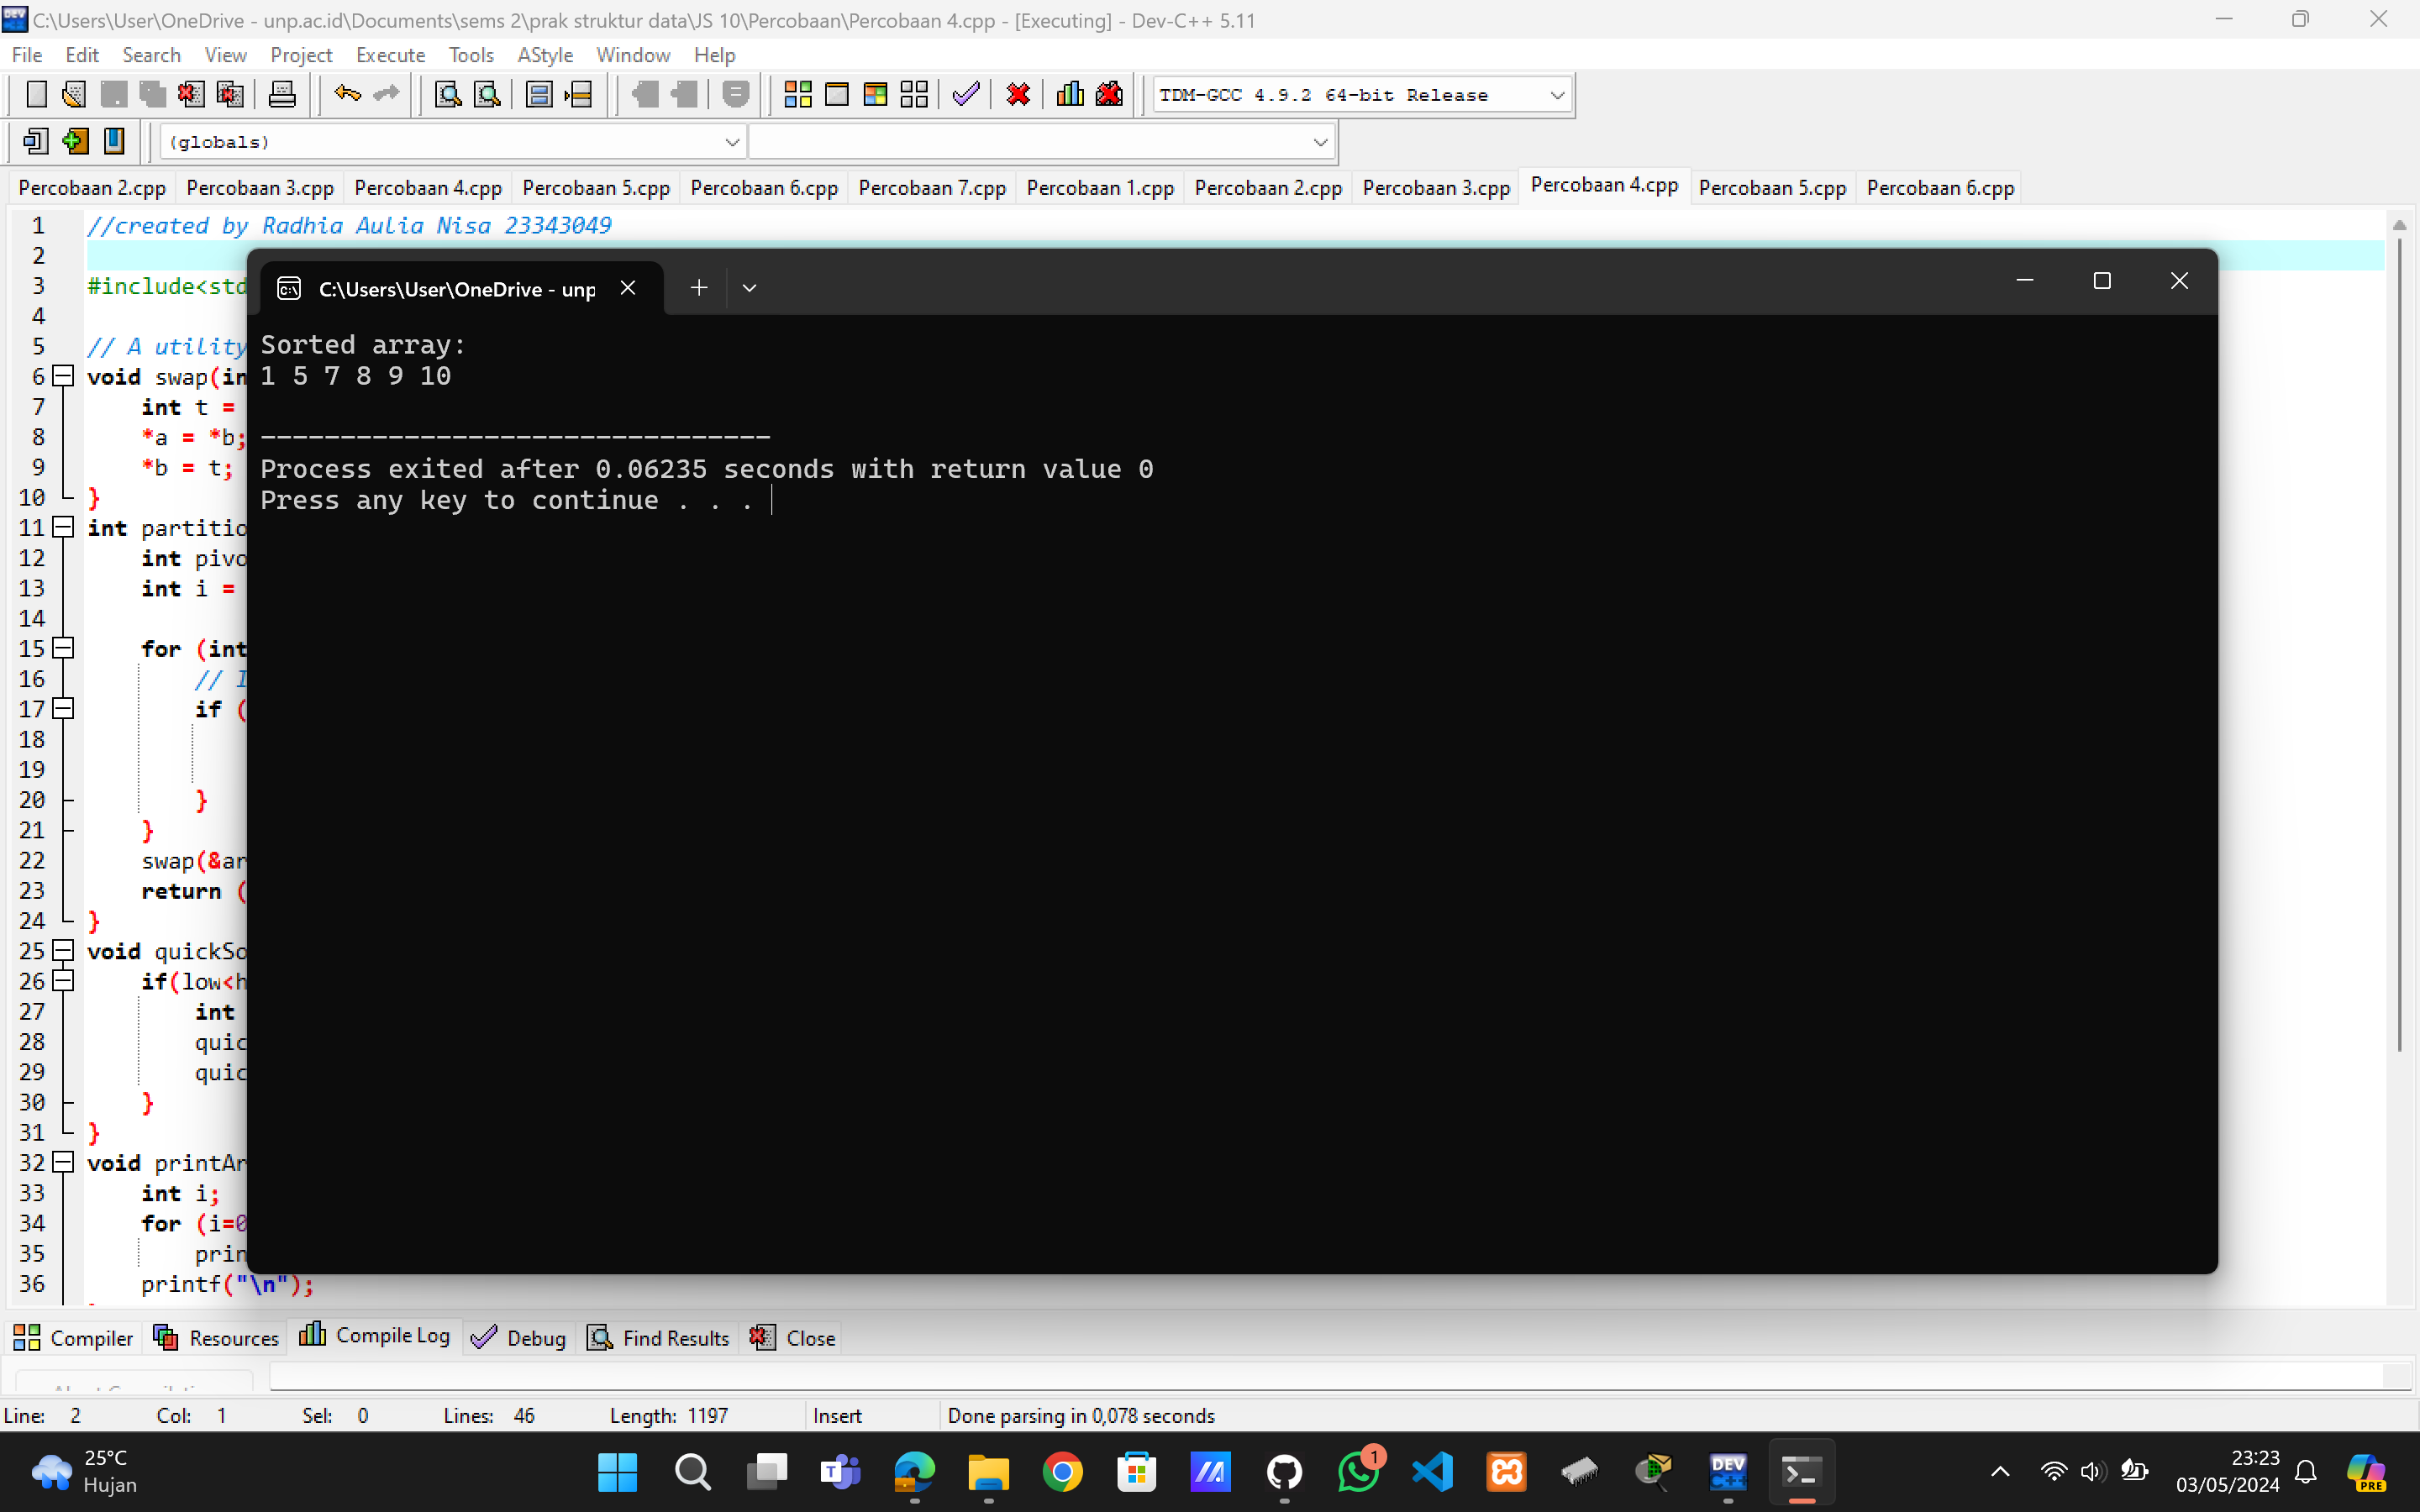 C:\Users\User\OneDrive - unp.ac.id\Documents\sems 2\prak struktur data\JS 10\Percobaan\Percobaan 4.cpp - [Executing] - Dev-C++ 5.11
File Edit Search View Project Execute Tools AStyle Window Help
TDM-GCC 4.9.2 64-bit Release
(globals)
Percobaan 2.cpp Percobaan 3.cpp Percobaan 4.cpp Percobaan 5.cpp Percobaan 6.cpp Percobaan 7.cpp Percobaan 1.cpp Percobaan 2.cpp Percobaan 3.cpp Percobaan 4.cpp Percobaan 5.cpp Percobaan 6.cpp
1 //created by Radhia Aulia Nisa 23343049
2
3 #include<std
4
5 // A utility
6 void swap(in
7 int t =
8 *a = *b;
9 *b = t;
10 }
11 int partitio
12 int pivo
13 int i =
14
15 for (int
16 // I
17 if (
18
19
20 }
21 }
22 swap(&ar
23 return (
24 }
25 void quickSo
26 if(low<h
27 int
28 quic
29 quic
30 }
31 }
32 void printAr
33 int i;
34 for (i=0
35 prin
36 printf("\n");
C:\Users\User\OneDrive - unp
Sorted array:
1 5 7 8 9 10
--------------------------------
Process exited after 0.06235 seconds with return value 0
Press any key to continue . . .
Compiler Resources Compile Log Debug Find Results Close
Line: 2 Col: 1 Sel: 0 Lines: 46 Length: 1197 Insert Done parsing in 0,078 seconds
25°C
Hujan
DEV
C++
1
PRE
23:23
03/05/2024